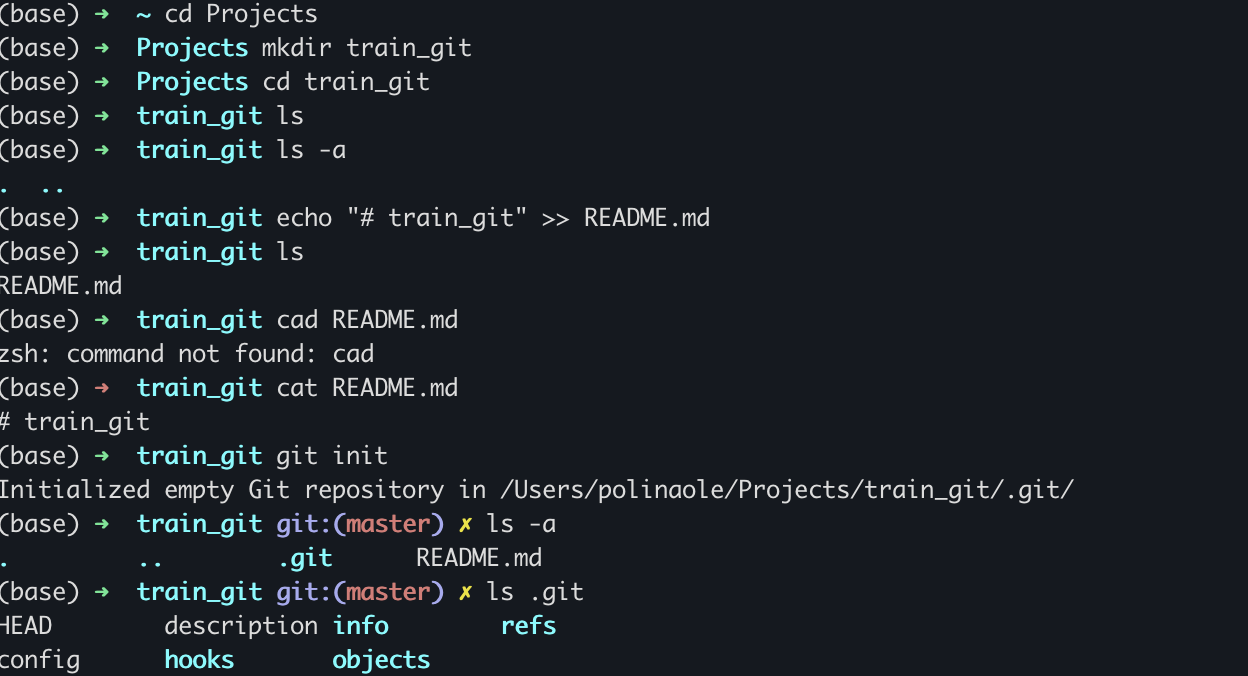 (base) ➜  ~ cd Projects
(base) ➜  Projects mkdir train_git
(base) ➜  Projects cd train_git
(base) ➜  train_git ls
(base) ➜  train_git ls -a
.  ..
(base) ➜  train_git echo "# train_git" >> README.md
(base) ➜  train_git ls
README.md
(base) ➜  train_git cad README.md
zsh: command not found: cad
(base) ➜  train_git cat README.md
# train_git
(base) ➜  train_git git init
Initialized empty Git repository in /Users/polinaole/Projects/train_git/.git/
(base) ➜  train_git git:(master) ✗ ls -a
.         ..        .git      README.md
(base) ➜  train_git git:(master) ✗ ls .git
HEAD        description info        refs
config      hooks       objects